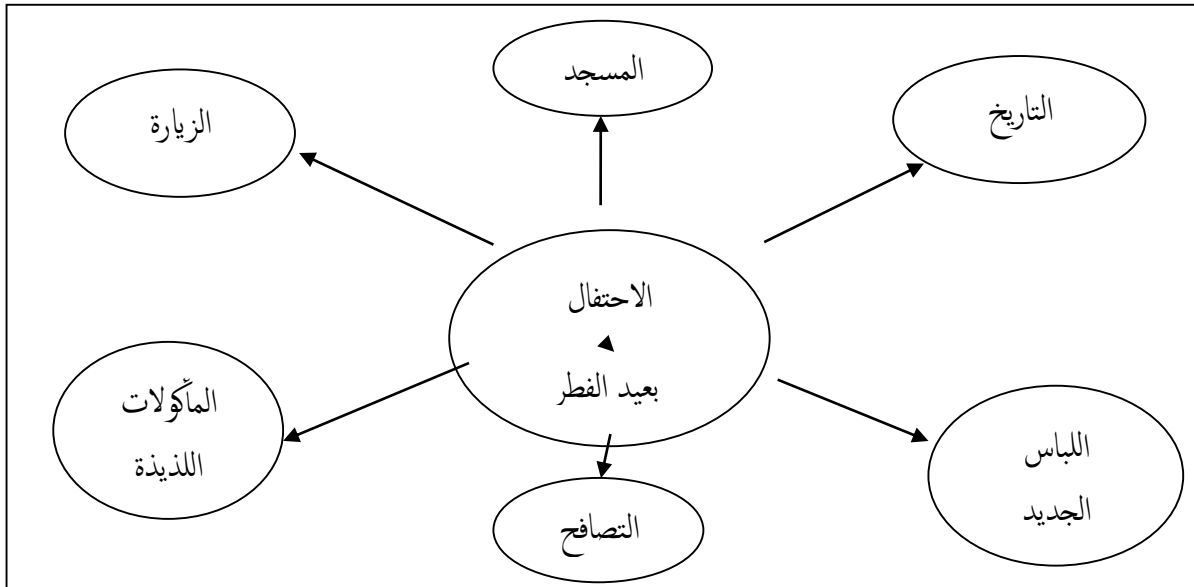 المسجد
التاريخ
الزيارة
الاحتفال
بعيد الفطر
المأكولات
اللذيذة
اللباس
الجديد
التصافح